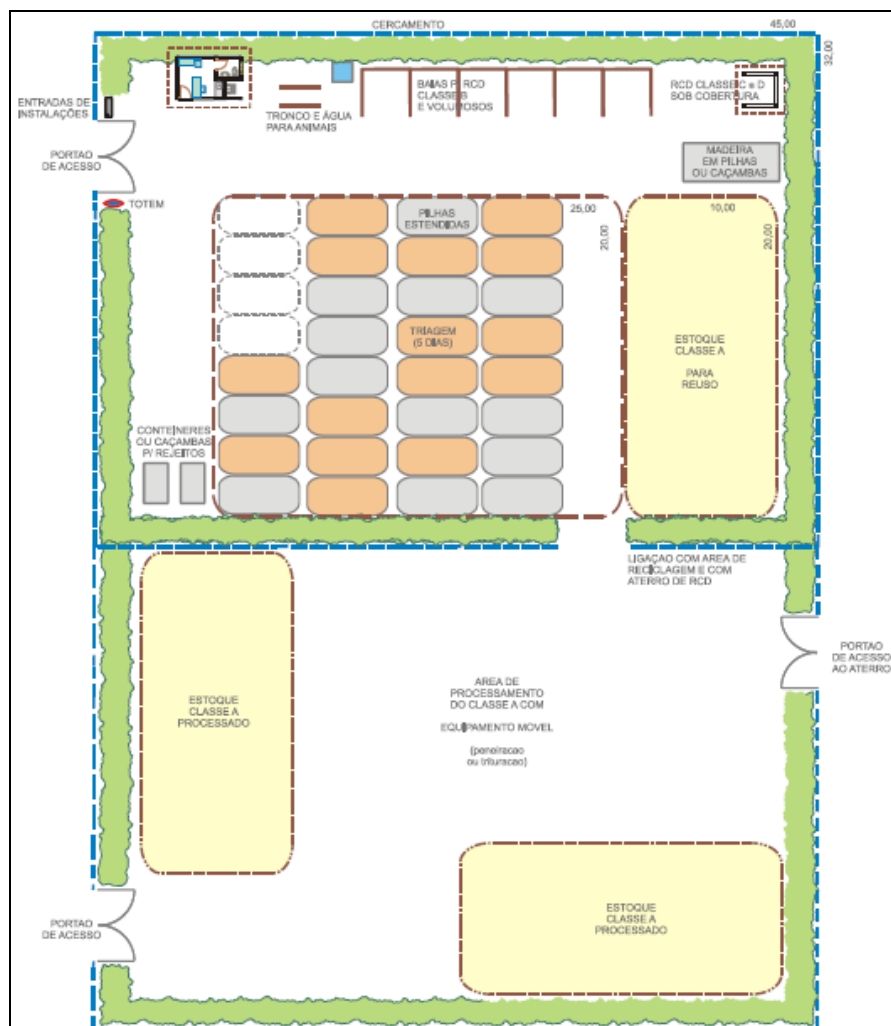 CERCAMENTO
45,00
32,00
ENTRADAS DE
INSTALAÇÕES
TRONCO E ÁGUA
PARA ANIMAIS
BAIAS P/ RCD
CLASSE B
E VOLUMOSOS
RCD CLASSE C e D
SOB COBERTURA
PORTAO
DE ACESSO
MADEIRA
EM PILHAS
OU CAÇAMBAS
TOTEM
PILHAS
ESTENDIDAS
25,00
20,00
10,00
20,00
TRIAGEM
(5 DIAS)
ESTOQUE
CLASSE A
PARA
REUSO
CONTEINERES
OU CAÇAMBAS
P/ REJEITOS
LIGAÇAO COM AREA DE
RECICLAGEM E COM
ATERRO DE RCD
PORTAO
DE ACESSO
AO ATERRO
ESTOQUE
CLASSE A
PROCESSADO
AREA DE
PROCESSAMENTO
DO CLASSE A COM
EQUIPAMENTO MOVEL
(peneiracao
ou trituracao)
PORTAO
DE ACESSO
ESTOQUE
CLASSE A
PROCESSADO